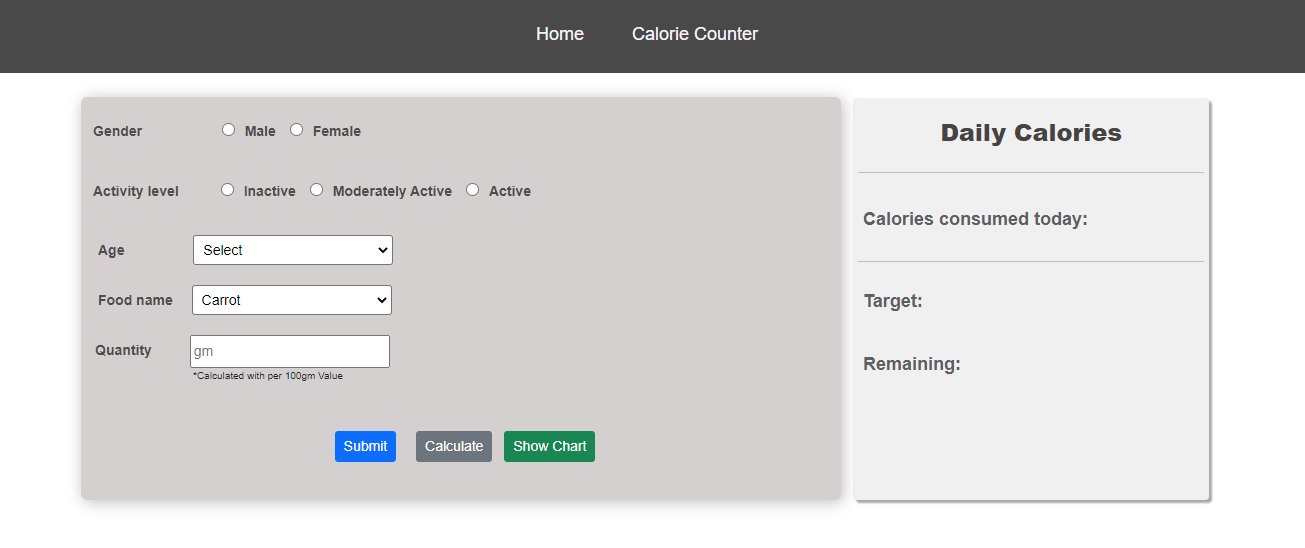 Home Calorie Counter
Gender Male Female
Activity level Inactive Moderately Active Active
Age Select
Food name Carrot
Quantity gm
*Calculated with per 100gm Value
Submit Calculate Show Chart
Daily Calories
Calories consumed today:
Target:
Remaining: